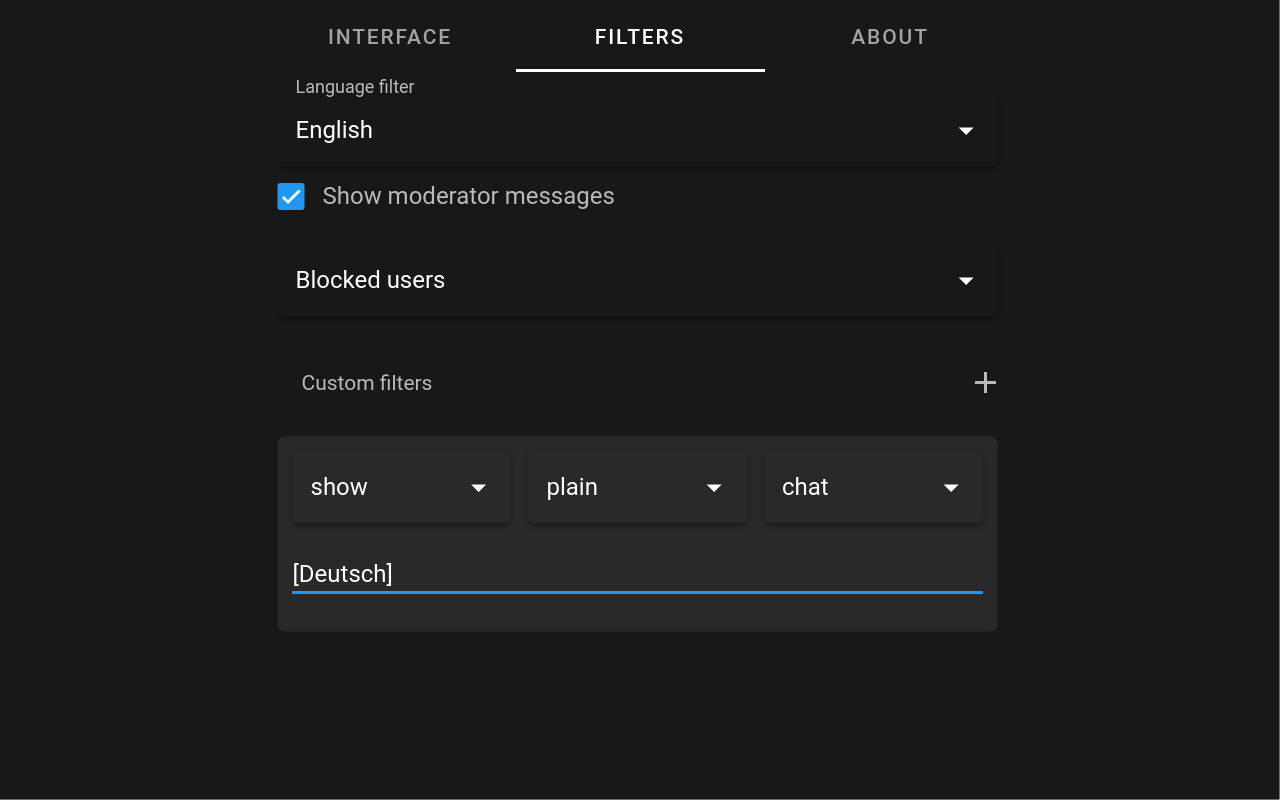 INTERFACE FILTERS ABOUT
Language filter
English
Show moderator messages
Blocked users
Custom filters
show plain chat
[Deutsch]